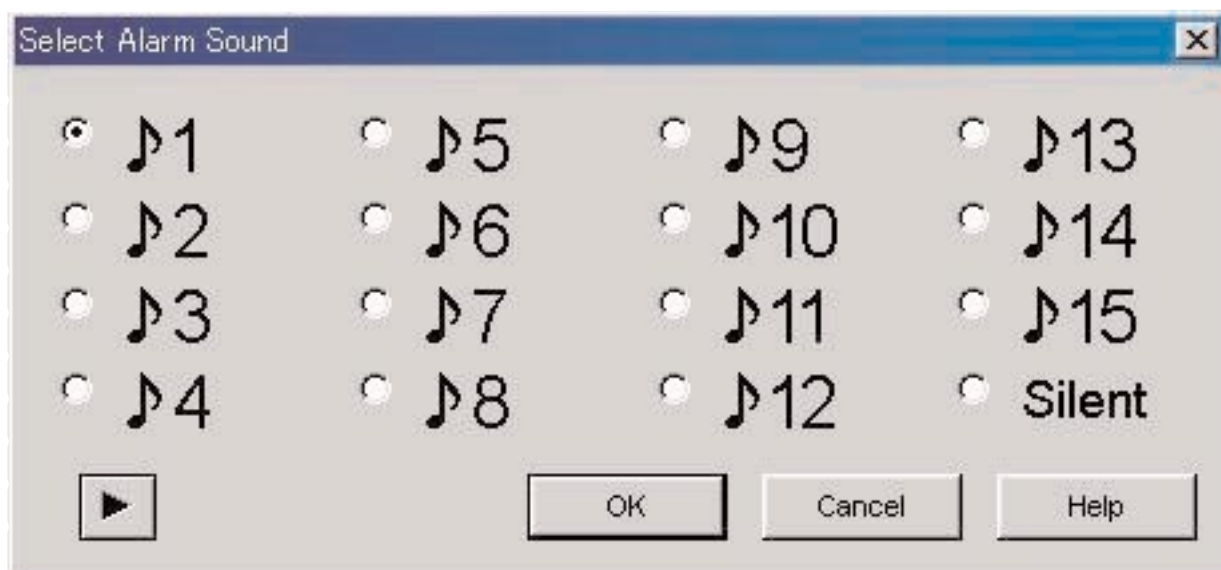 Select Alarm Sound
♪1 ♪5 ♪9 ♪13
♪2 ♪6 ♪10 ♪14
♪3 ♪7 ♪11 ♪15
♪4 ♪8 ♪12 Silent
OK Cancel Help